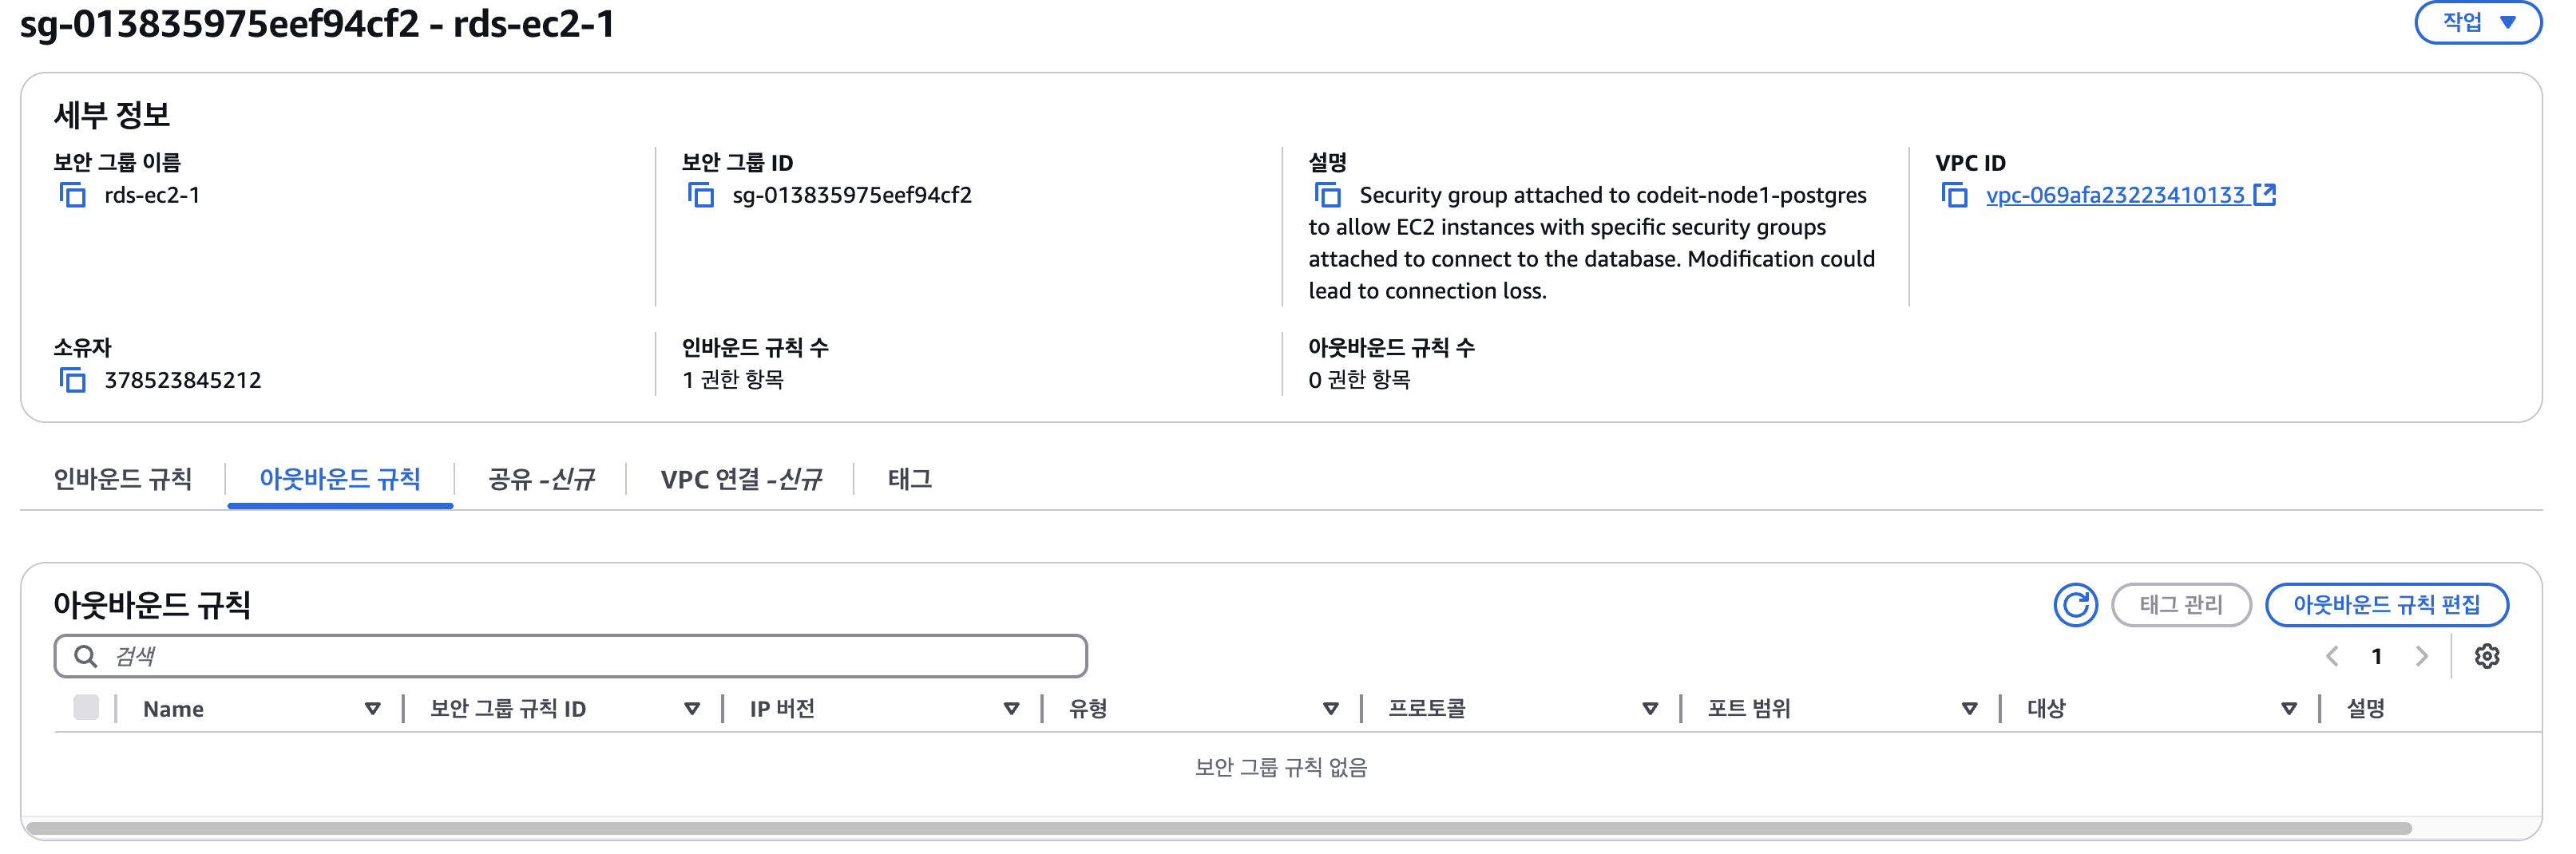 sg-013835975eef94cf2 - rds-ec2-1
작업
세부 정보
보안 그룹 이름
rds-ec2-1
보안 그룹 ID
sg-013835975eef94cf2
설명
Security group attached to codeit-node1-postgres
to allow EC2 instances with specific security groups
attached to connect to the database. Modification could
lead to connection loss.
VPC ID
vpc-069afa23223410133
소유자
378523845212
인바운드 규칙 수
1 권한 항목
아웃바운드 규칙 수
0 권한 항목
인바운드 규칙
아웃바운드 규칙
공유 -신규
VPC 연결 -신규
태그
아웃바운드 규칙
태그 관리
아웃바운드 규칙 편집
검색
1
Name
보안 그룹 규칙 ID
IP 버전
유형
프로토콜
포트 범위
대상
설명
보안 그룹 규칙 없음